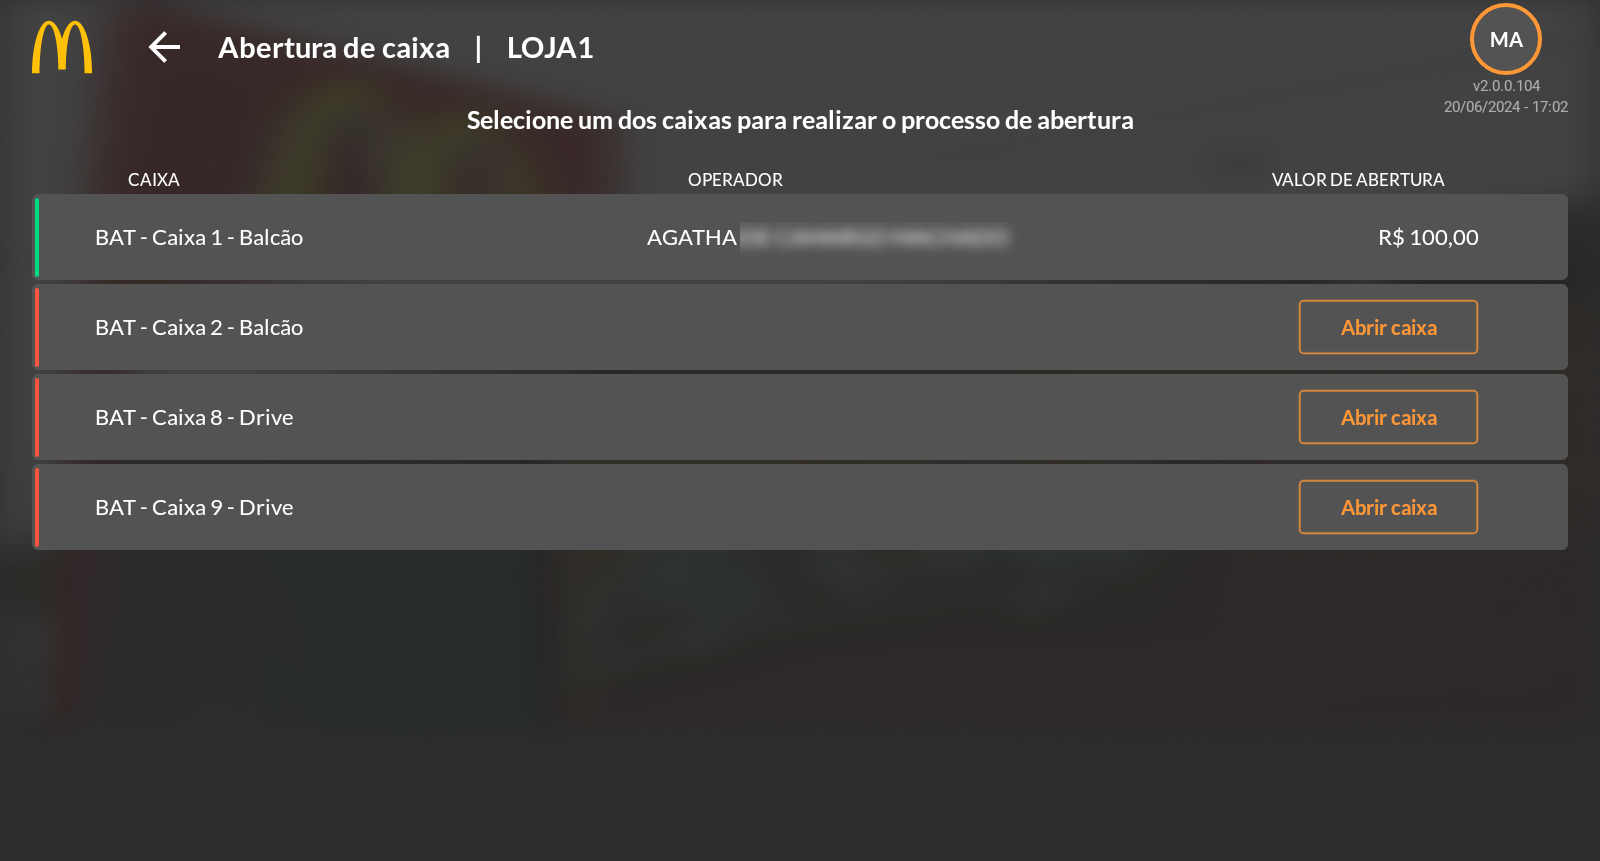 Abertura de caixa | LOJA1
MA
v2.0.0.104
20/06/2024 - 17:02
Selecione um dos caixas para realizar o processo de abertura
CAIXA OPERADOR VALOR DE ABERTURA
BAT - Caixa 1 - Balcão AGATHA R$ 100,00
BAT - Caixa 2 - Balcão Abrir caixa
BAT - Caixa 8 - Drive Abrir caixa
BAT - Caixa 9 - Drive Abrir caixa